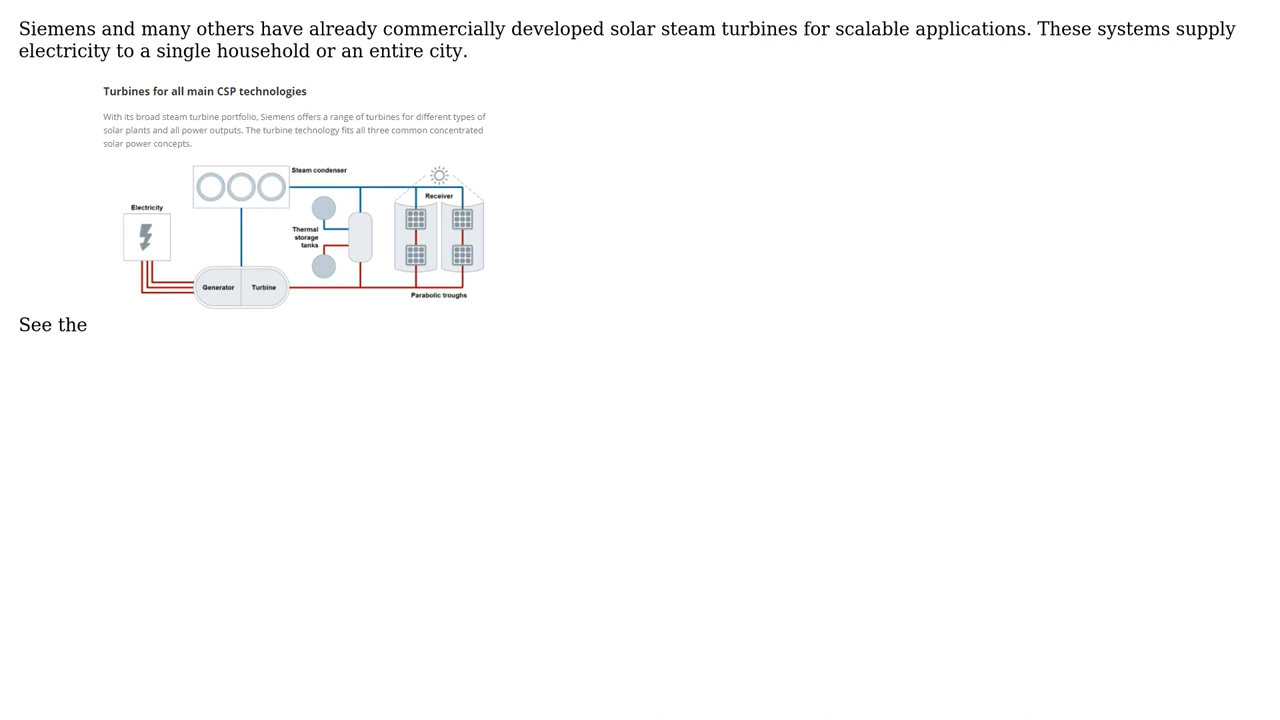 Siemens and many others have already commercially developed solar steam turbines for scalable applications. These systems supply
electricity to a single household or an entire city.
Turbines for all main CSP technologies
With its broad steam turbine portfolio, Siemens offers a range of turbines for different types of
solar plants and all power outputs. The turbine technology fits all three common concentrated
solar power concepts.
Steam condenser
Receiver
Electricity
Thermal
storage
tanks
Generator
Turbine
Parabolic troughs
See the